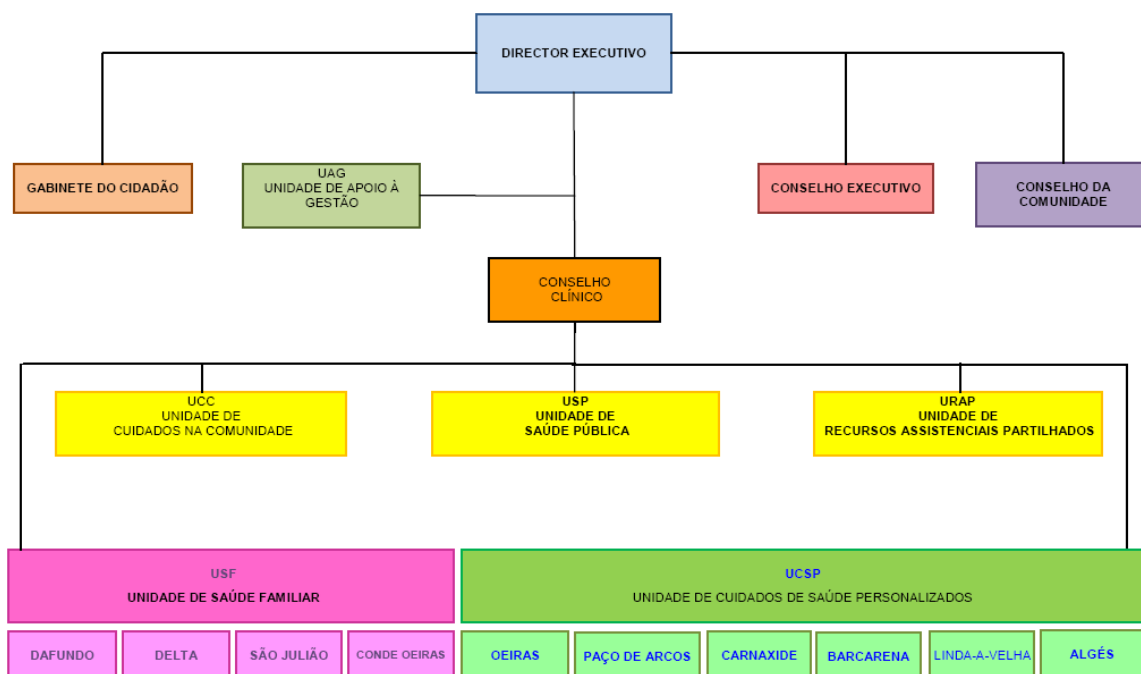 DIRECTOR EXECUTIVO
GABINETE DO CIDADÃO
UAG
UNIDADE DE APOIO À
GESTÃO
CONSELHO EXECUTIVO
CONSELHO DA
COMUNIDADE
CONSELHO
CLÍNICO
UCC
UNIDADE DE
CUIDADOS NA COMUNIDADE
USP
UNIDADE DE
SAÚDE PÚBLICA
URAP
UNIDADE DE
RECURSOS ASSISTENCIAIS PARTILHADOS
USF
UNIDADE DE SAÚDE FAMILIAR
UCSP
UNIDADE DE CUIDADOS DE SAÚDE PERSONALIZADOS
DAFUNDO
DELTA
SÃO JULIÃO
CONDE OEIRAS
OEIRAS
PAÇO DE ARCOS
CARNAXIDE
BARCARENA
LINDA-A-VELHA
ALGÉS